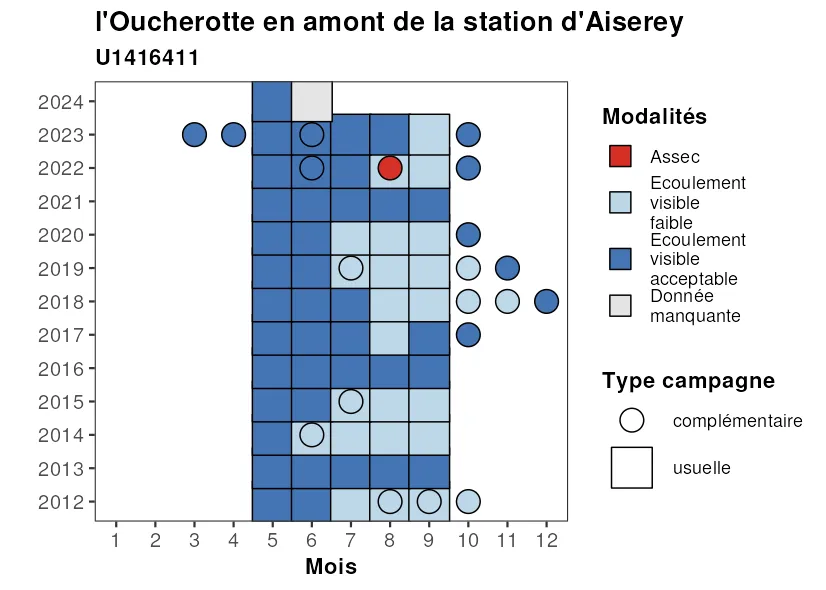 l'Oucherotte en amont de la station d'Aiserey
U1416411
2024
2023
2022
2021
2020
2019
2018
2017
2016
2015
2014
2013
2012
1 2 3 4 5 6 7 8 9 10 11 12
Mois
Modalités
Assec
Ecoulement
visible
faible
Ecoulement
visible
acceptable
Donnée
manquante
Type campagne
complémentaire
usuelle